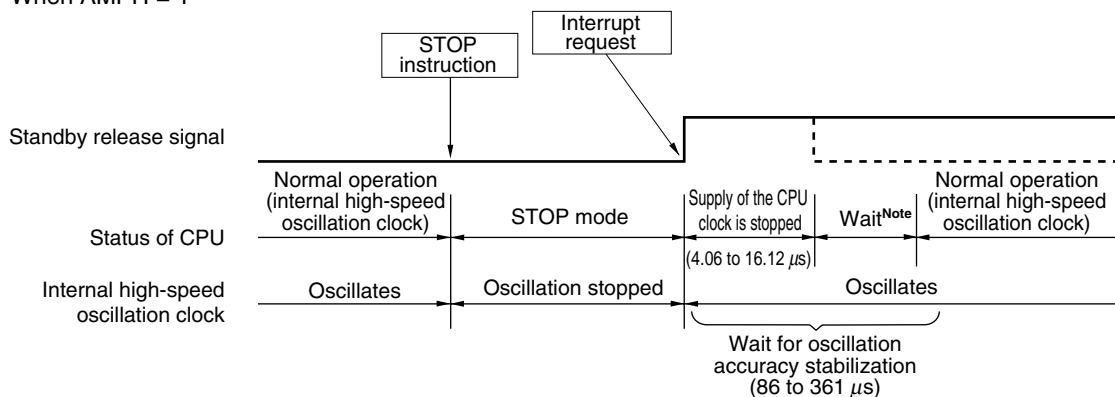 When AMPH = 1
Interrupt
request
STOP
instruction
Standby release signal
Normal operation
(internal high-speed
oscillation clock)
STOP mode
Supply of the CPU
clock is stopped
(4.06 to 16.12 μs)
WaitNote
Normal operation
(internal high-speed
oscillation clock)
Status of CPU
Internal high-speed
oscillation clock
Oscillates
Oscillation stopped
Oscillates
Wait for oscillation
accuracy stabilization
(86 to 361 μs)